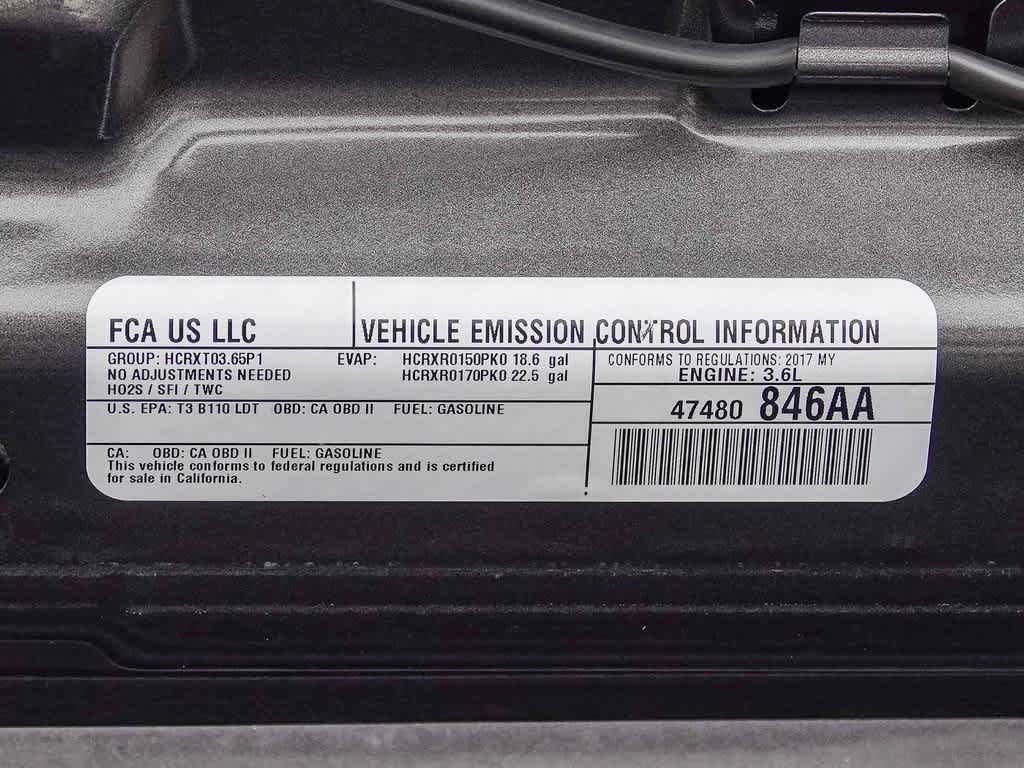 FCA US LLC
VEHICLE EMISSION CONTROL INFORMATION
GROUP: HCRXT03.65P1
NO ADJUSTMENTS NEEDED
HO2S / SFI / TWC
EVAP: HCRXR0150PK0 18.6 gal
HCRXR0170PK0 22.5 gal
CONFORMS TO REGULATIONS: 2017 MY
ENGINE: 3.6L
U.S. EPA: T3 B110 LDT OBD: CA OBD II FUEL: GASOLINE
47480 846AA
CA: OBD: CA OBD II FUEL: GASOLINE
This vehicle conforms to federal regulations and is certified
for sale in California.